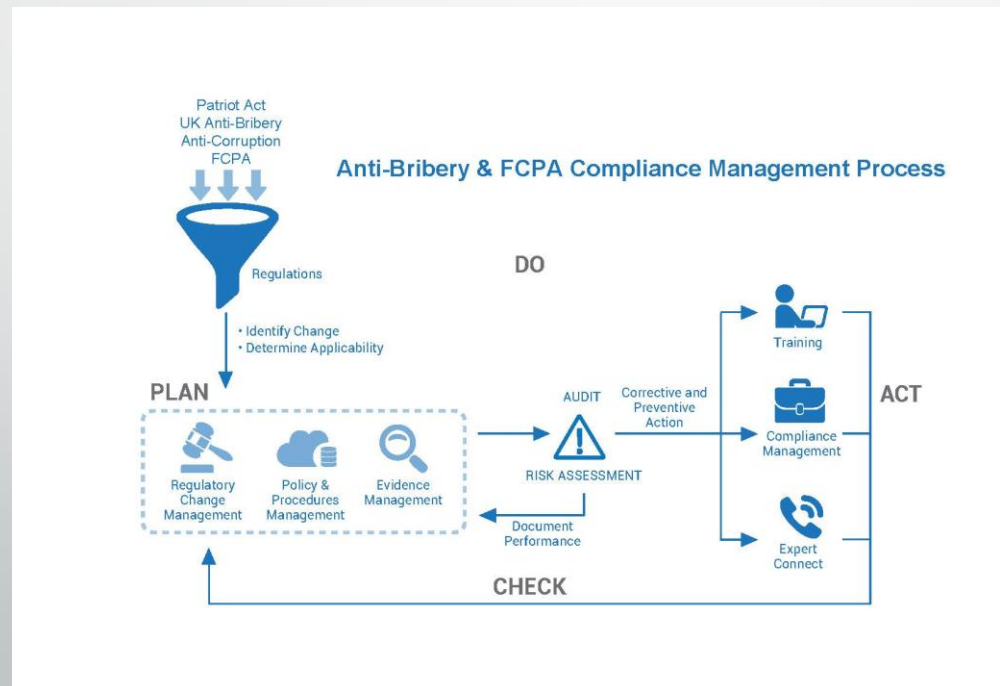 Patriot Act
UK Anti-Bribery
Anti-Corruption
FCPA
Anti-Bribery & FCPA Compliance Management Process
Regulations
DO
• Identify Change
• Determine Applicability
Training
PLAN
ACT
AUDIT
Corrective and
Preventive
Action
Compliance
Management
RISK ASSESSMENT
Regulatory
Change
Management
Policy &
Procedures
Management
Evidence
Management
Document
Performance
Expert
Connect
CHECK